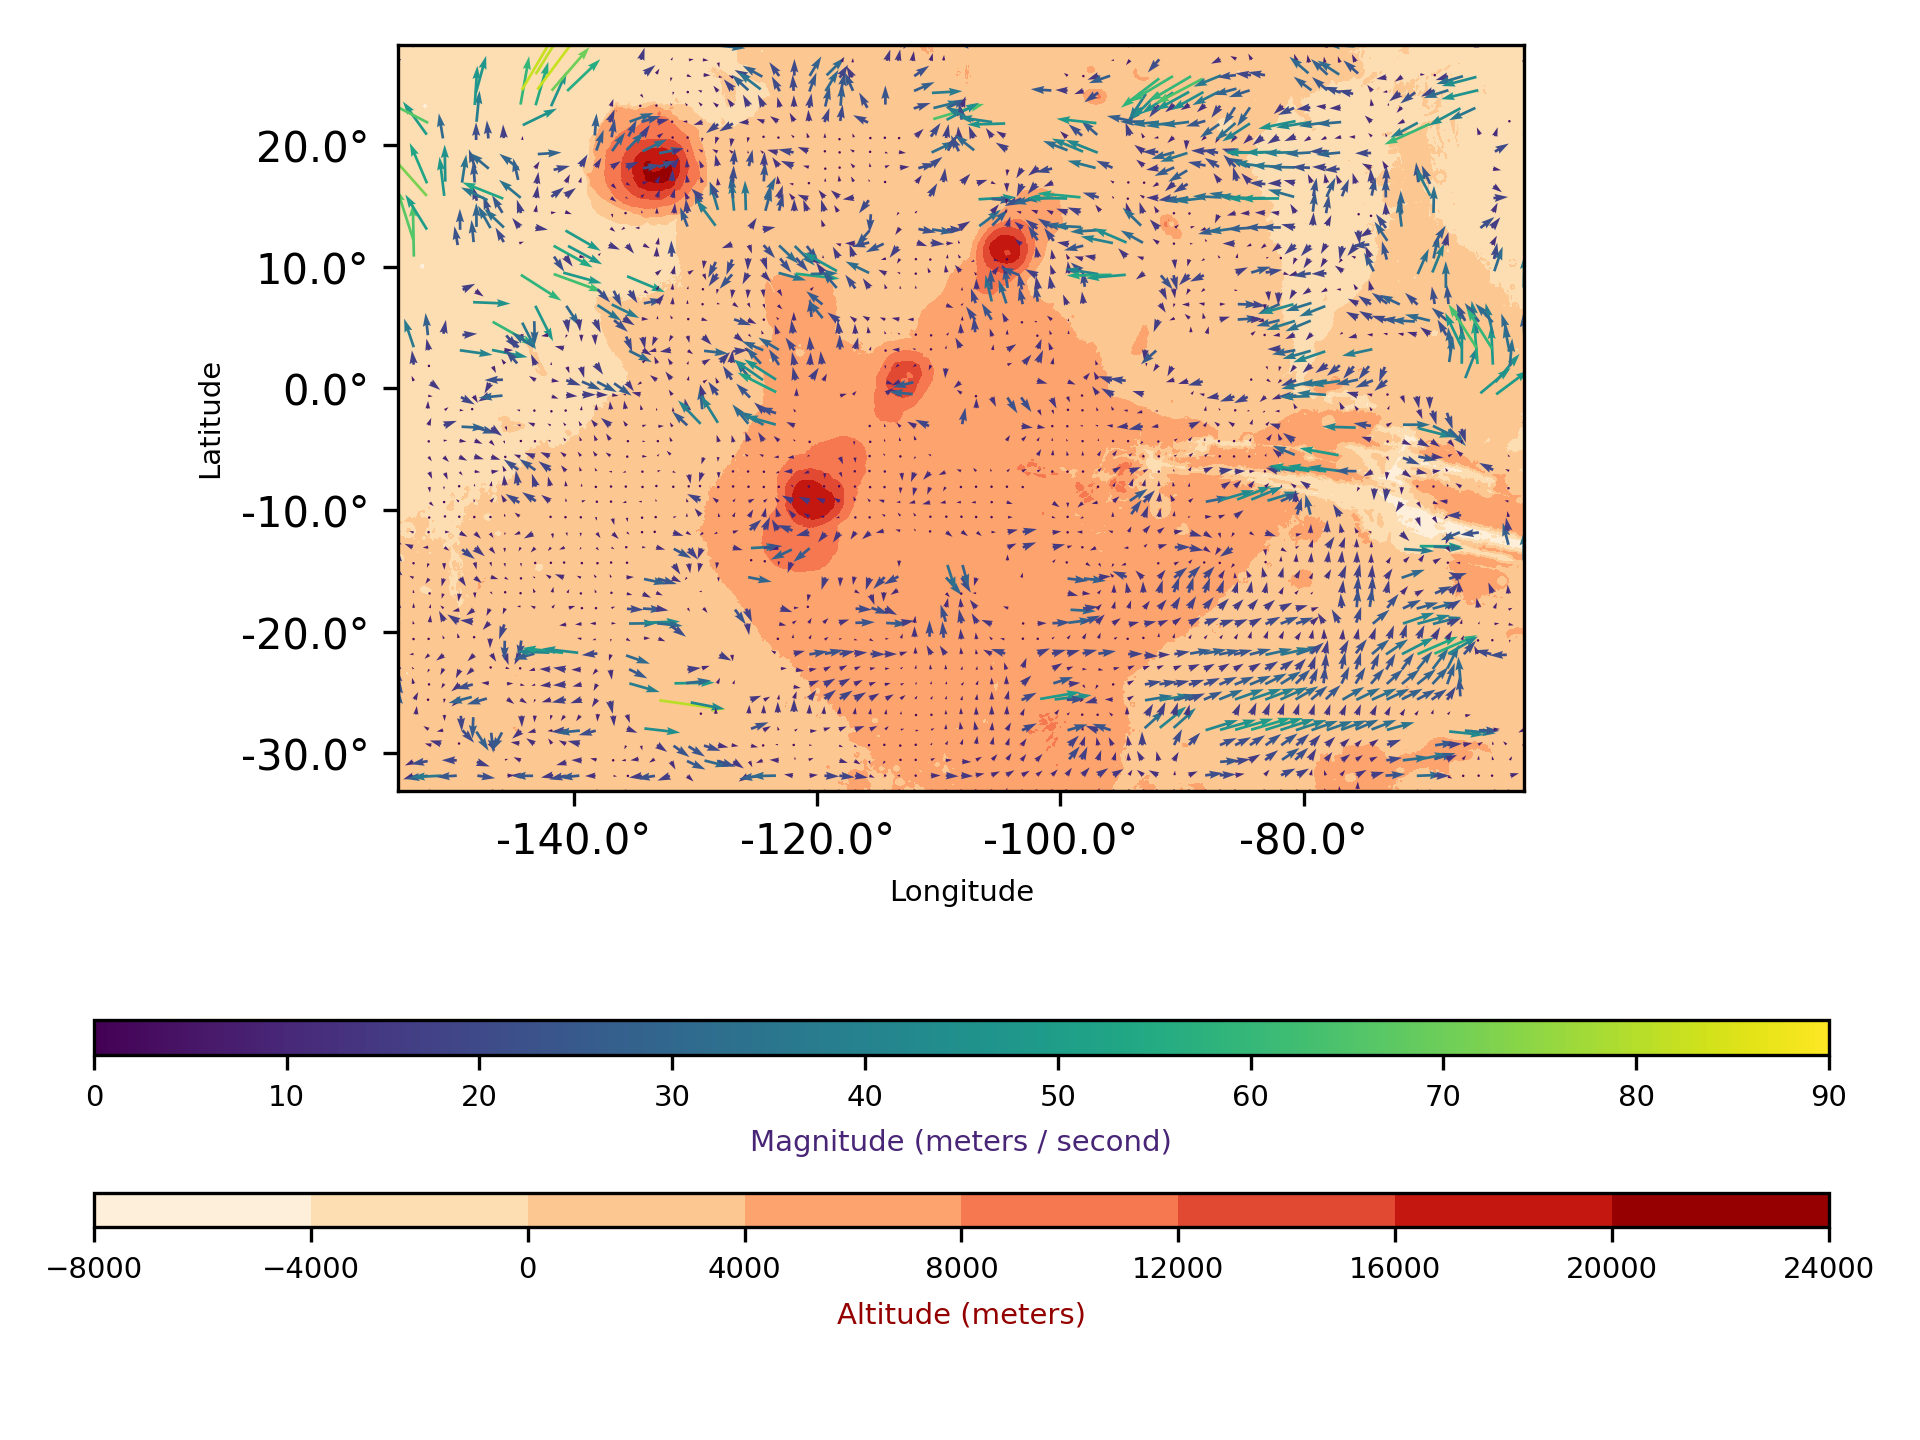 20.0°
10.0°
0.0°
-10.0°
-20.0°
-30.0°
Latitude
-140.0° -120.0° -100.0° -80.0°
Longitude
0 10 20 30 40 50 60 70 80 90
Magnitude (meters / second)
−8000 −4000 0 4000 8000 12000 16000 20000 24000
Altitude (meters)